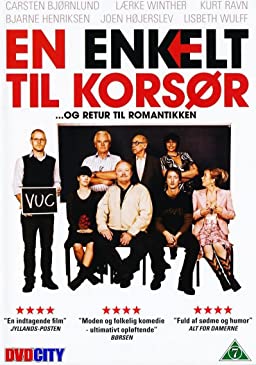 CARSTEN BJØRNLUND LÆRKE WINTHER KURT RAVN
BJARNE HENRIKSEN JOEN HØJERSLEV LISBETH WULFF
EN ENKELT
TIL KORSØR
...OG RETUR TIL ROMANTIKKEN
VUC
★★★★ ★★★★ ★★★★
"En indtagende film"
JYLLANDS-POSTEN
"Moden og folkelig komedie
- ultimativt opløftende"
BØRSEN
"Fuld af sødme og humor"
ALT FOR DAMERNE
DVDCITY
7